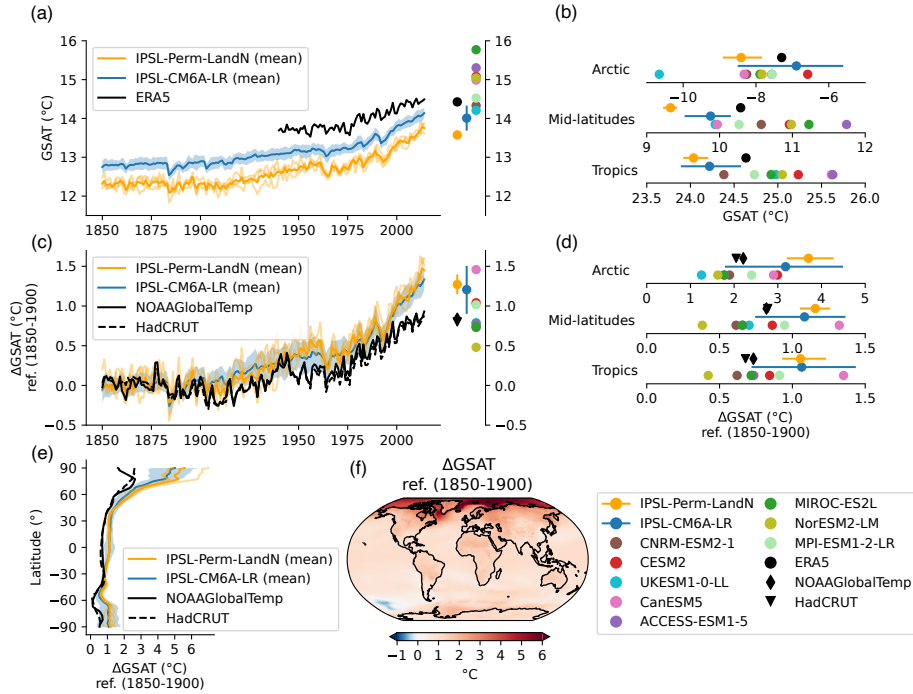 (a)
16
15
14
13
12
GSAT (°C)
IPSL-Perm-LandN (mean)
IPSL-CM6A-LR (mean)
ERA5
1850 1875 1900 1925 1950 1975 2000
16
15
14
13
12
(b)
Arctic
−10 −8 −6
Mid-latitudes
9 10 11 12
Tropics
23.5 24.0 24.5 25.0 25.5 26.0
GSAT (°C)
(c)
1.5
1.0
0.5
0.0
−0.5
ΔGSAT (°C)
ref. (1850-1900)
IPSL-Perm-LandN (mean)
IPSL-CM6A-LR (mean)
NOAAGlobalTemp
HadCRUT
1850 1875 1900 1925 1950 1975 2000
1.5
1.0
0.5
0.0
−0.5
(d)
Arctic
0 1 2 3 4 5
Mid-latitudes
0.0 0.5 1.0 1.5
Tropics
0.0 0.5 1.0 1.5
ΔGSAT (°C)
ref. (1850-1900)
(e)
90
60
30
0
−30
−60
−90
Latitude (°)
IPSL-Perm-LandN (mean)
IPSL-CM6A-LR (mean)
NOAAGlobalTemp
HadCRUT
0 1 2 3 4 5 6
ΔGSAT (°C)
ref. (1850-1900)
(f)
ΔGSAT
ref. (1850-1900)
−1 0 1 2 3 4 5 6
°C
IPSL-Perm-LandN
IPSL-CM6A-LR
CNRM-ESM2-1
CESM2
UKESM1-0-LL
CanESM5
ACCESS-ESM1-5
MIROC-ES2L
NorESM2-LM
MPI-ESM1-2-LR
ERA5
NOAAGlobalTemp
HadCRUT